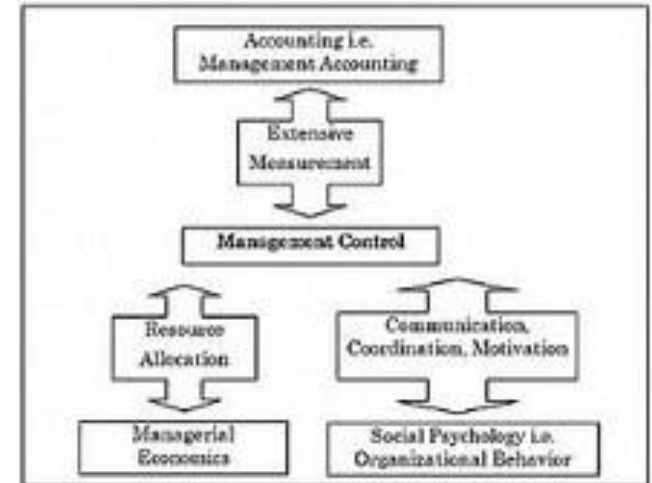 Accounting i.e.
Management Accounting
Extensive
Measurement
Management Control
Resource
Allocation
Communication,
Coordination, Motivation
Managerial
Economics
Social Psychology i.e.
Organizational Behavior